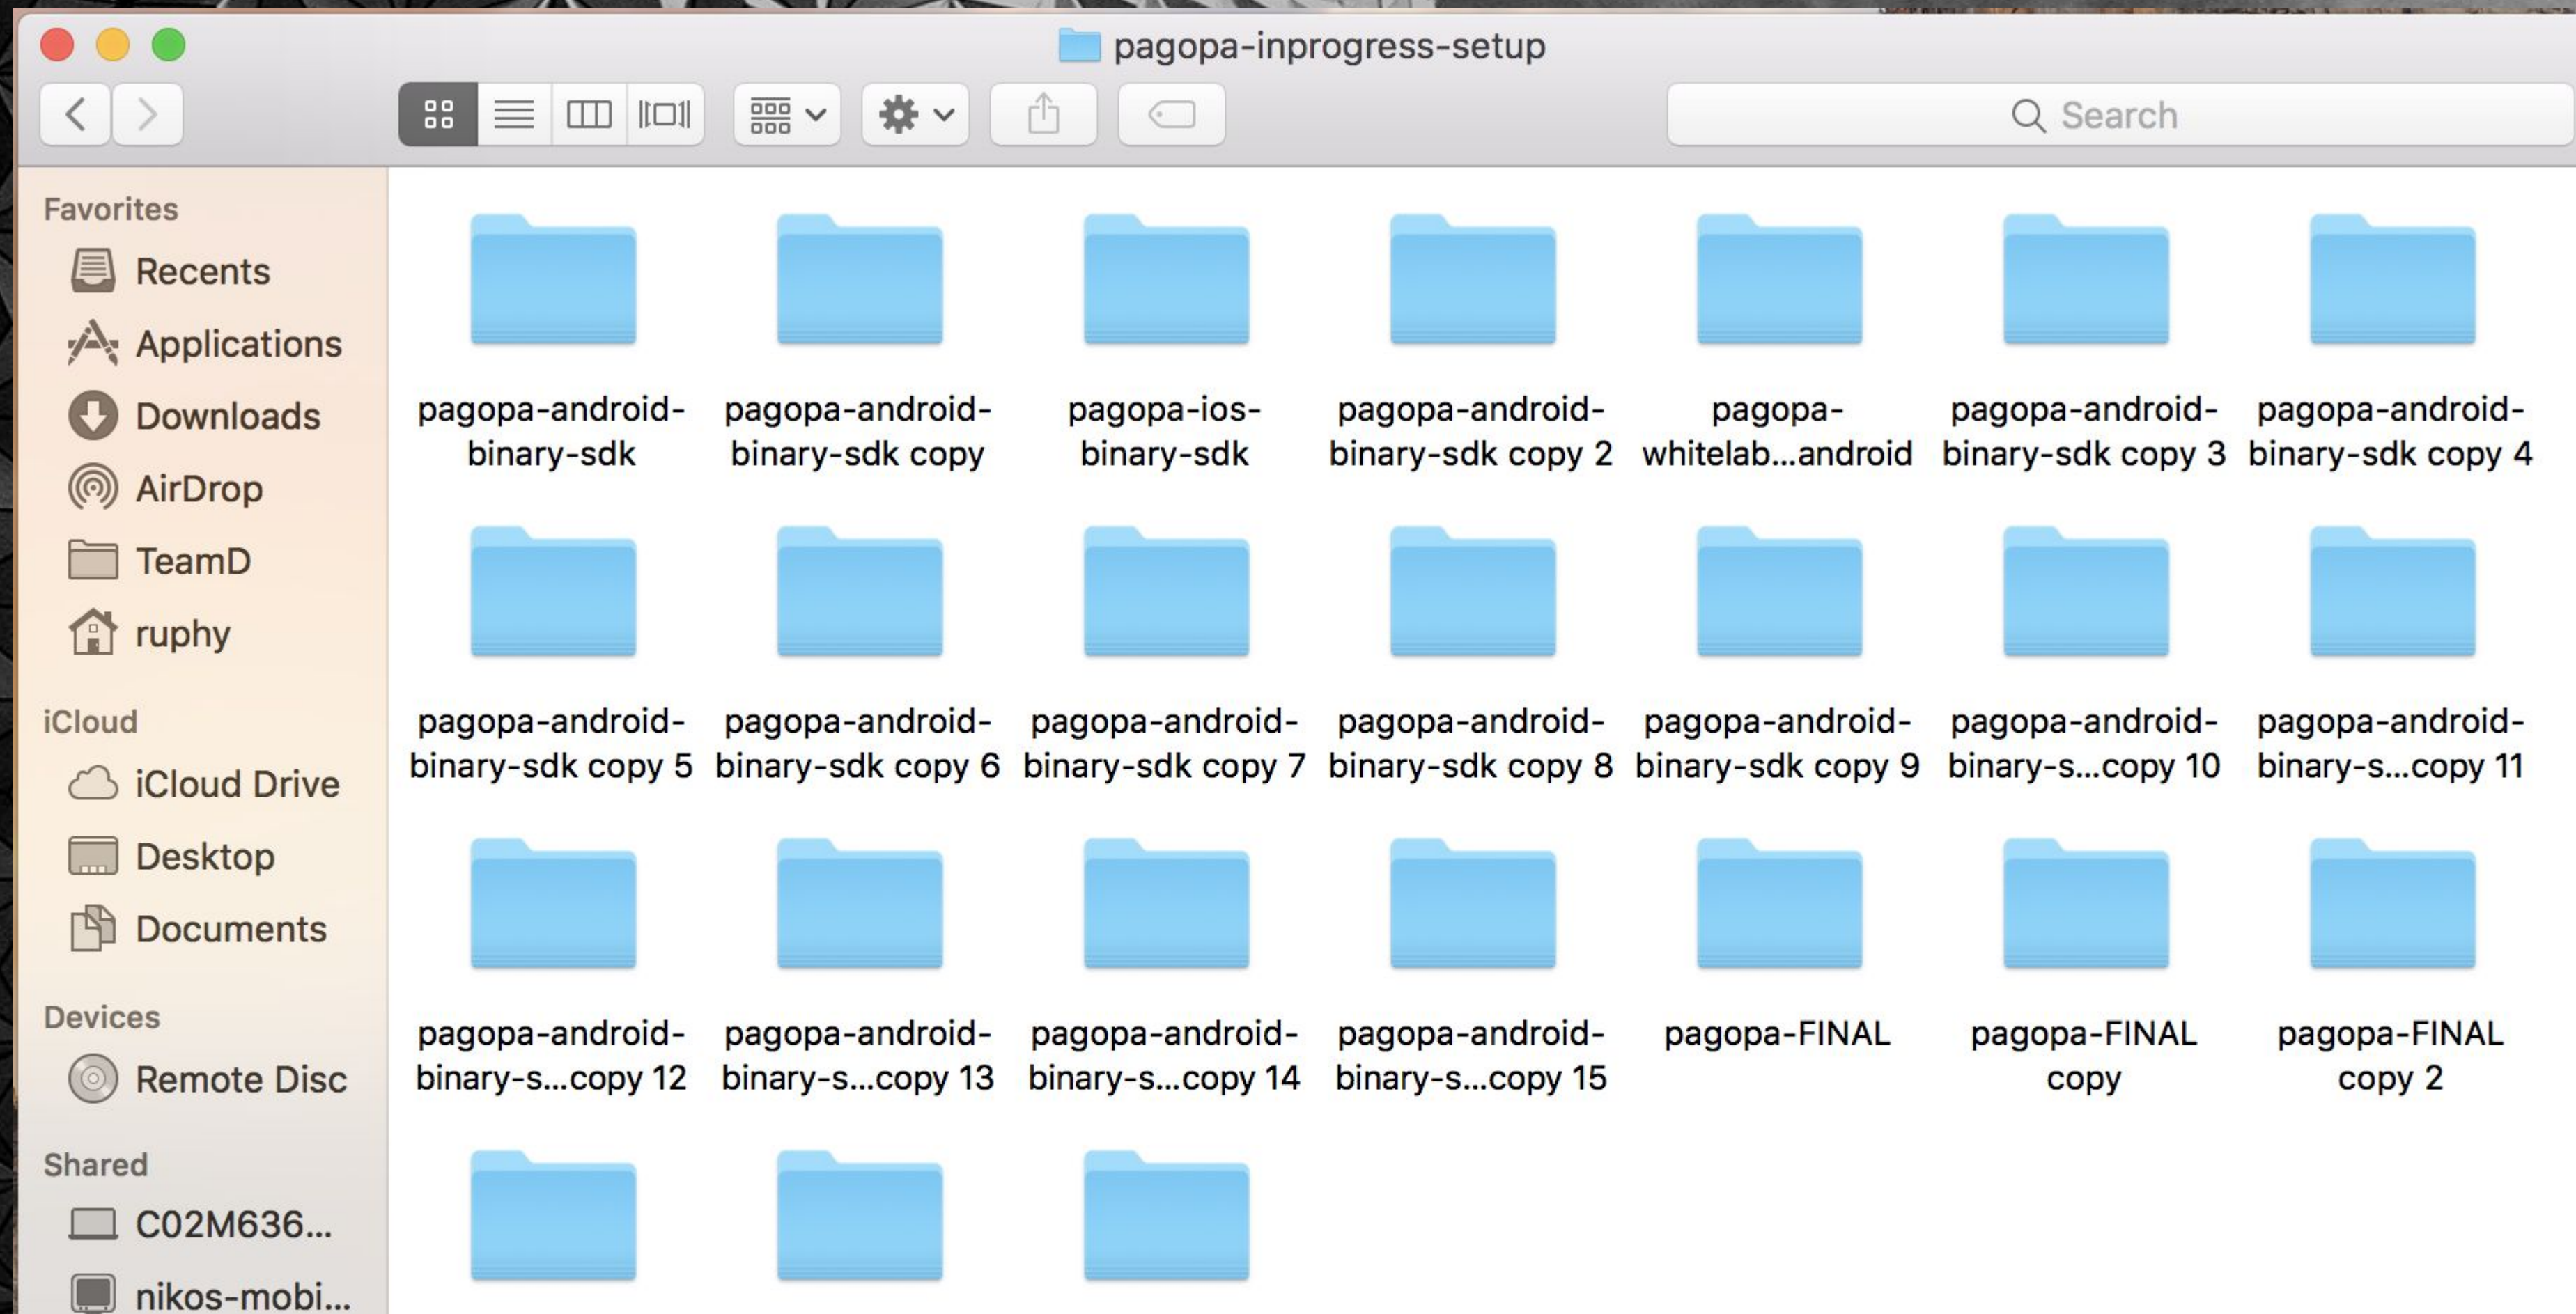 pagopa-inprogress-setup
Search
Favorites
Recents
Applications
Downloads
AirDrop
TeamD
ruphy
iCloud
iCloud Drive
Desktop
Documents
Devices
Remote Disc
Shared
C02M636...
nikos-mobi...
pagopa-android-
binary-sdk
pagopa-android-
binary-sdk copy
pagopa-ios-
binary-sdk
pagopa-android-
binary-sdk copy 2
pagopa-
whitelab...android
pagopa-android-
binary-sdk copy 3
pagopa-android-
binary-sdk copy 4
pagopa-android-
binary-sdk copy 5
pagopa-android-
binary-sdk copy 6
pagopa-android-
binary-sdk copy 7
pagopa-android-
binary-sdk copy 8
pagopa-android-
binary-sdk copy 9
pagopa-android-
binary-s...copy 10
pagopa-android-
binary-s...copy 11
pagopa-android-
binary-s...copy 12
pagopa-android-
binary-s...copy 13
pagopa-android-
binary-s...copy 14
pagopa-android-
binary-s...copy 15
pagopa-FINAL
pagopa-FINAL
copy
pagopa-FINAL
copy 2